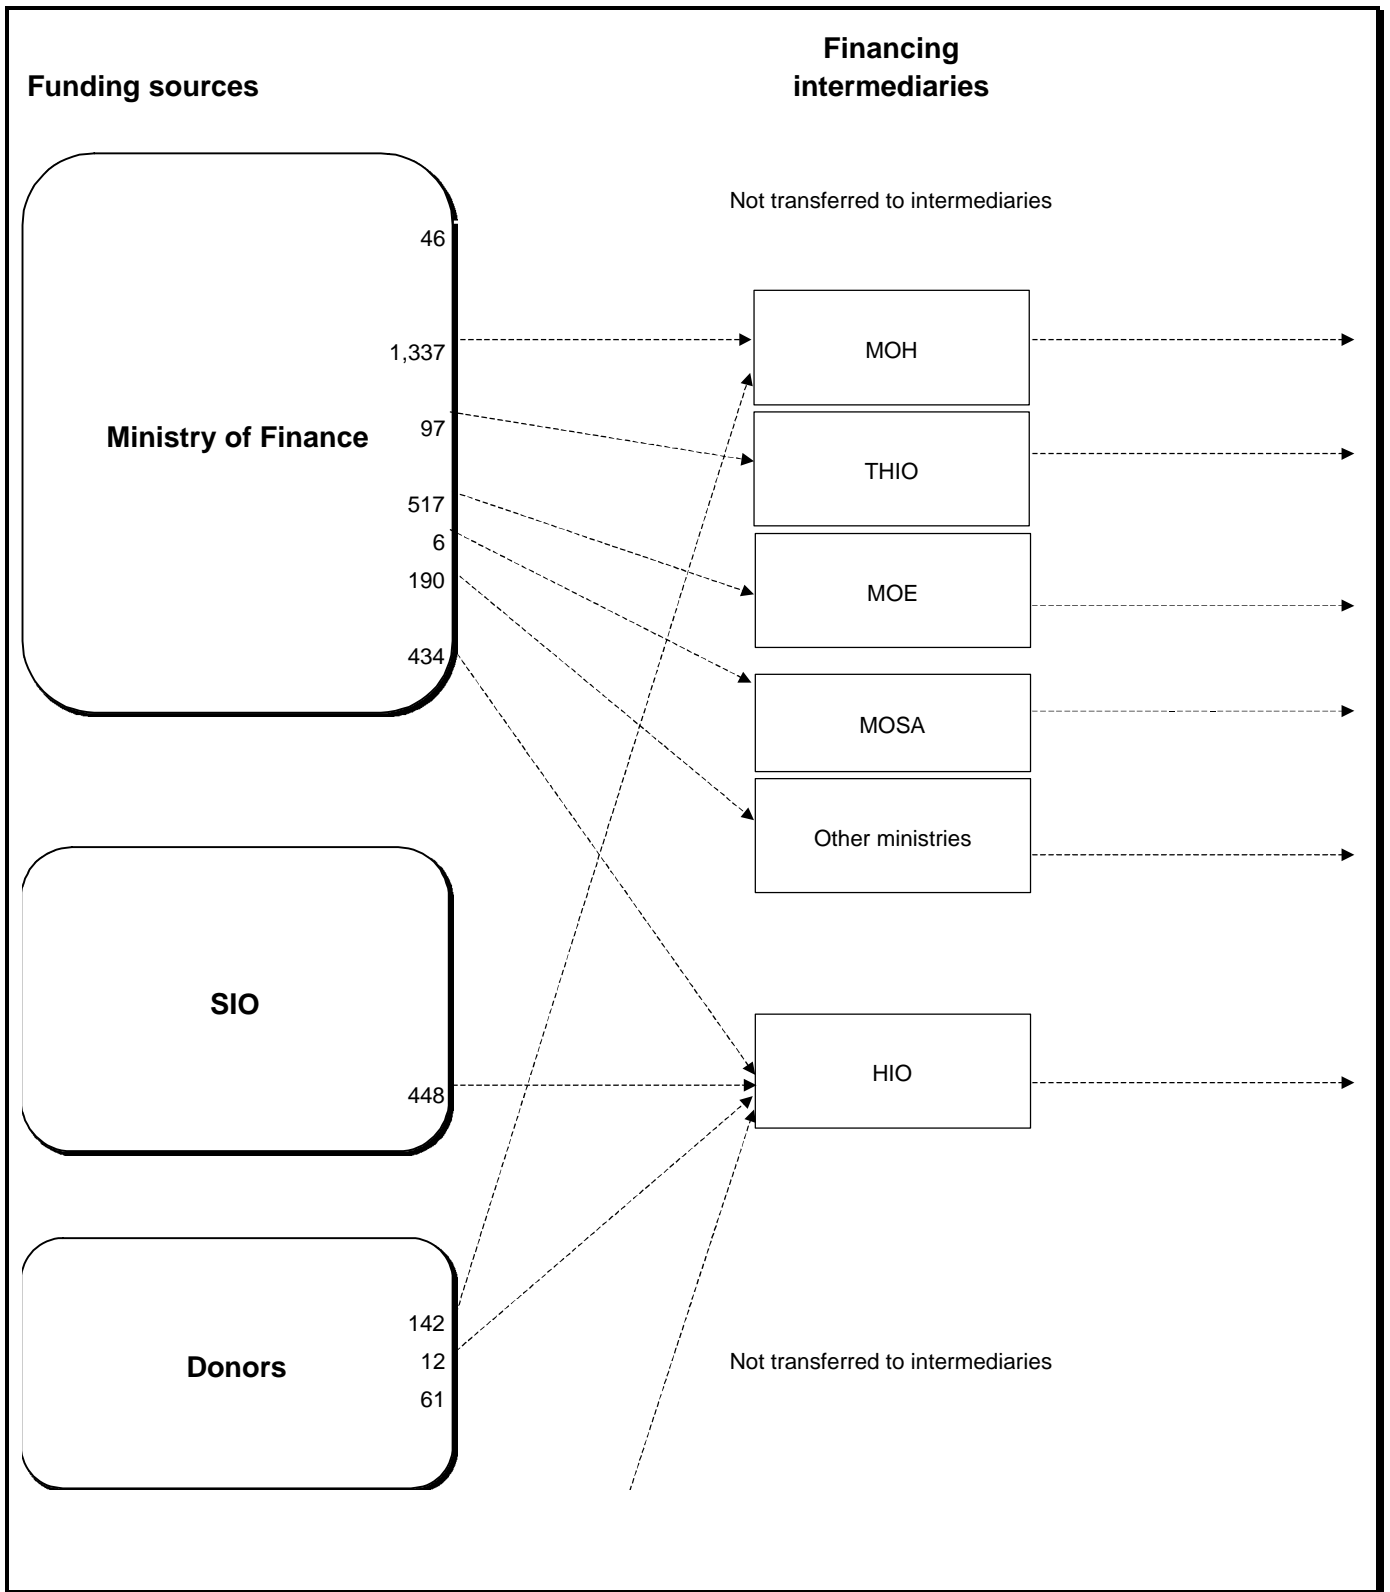 Financing
intermediaries
Funding sources
Not transferred to intermediaries
46
1,337
MOH
Ministry of Finance
97
THIO
517
6
190
MOE
434
MOSA
Other ministries
SIO
448
HIO
142
Donors
12
61
Not transferred to intermediaries